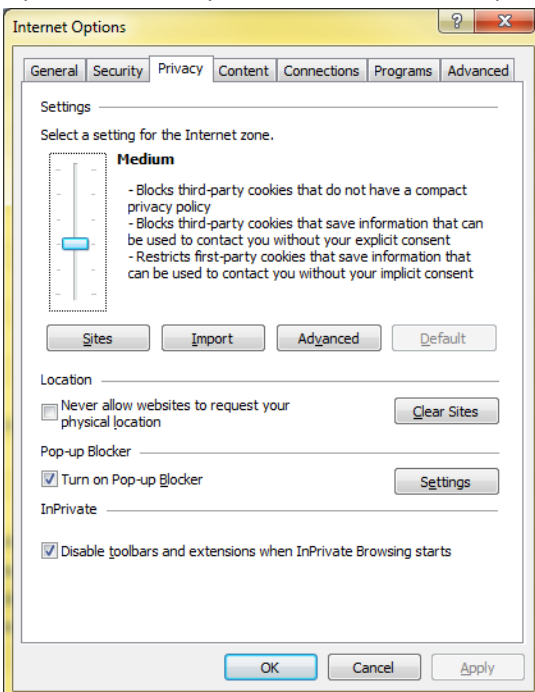 Internet Options
General Security Privacy Content Connections Programs Advanced
Settings
Select a setting for the Internet zone.
Medium
- Blocks third-party cookies that do not have a compact
privacy policy
- Blocks third-party cookies that save information that can
be used to contact you without your explicit consent
- Restricts first-party cookies that save information that
can be used to contact you without your implicit consent
Sites Import Advanced Default
Location
Never allow websites to request your
physical location
Clear Sites
Pop-up Blocker
Turn on Pop-up Blocker
Settings
InPrivate
Disable toolbars and extensions when InPrivate Browsing starts
OK Cancel Apply